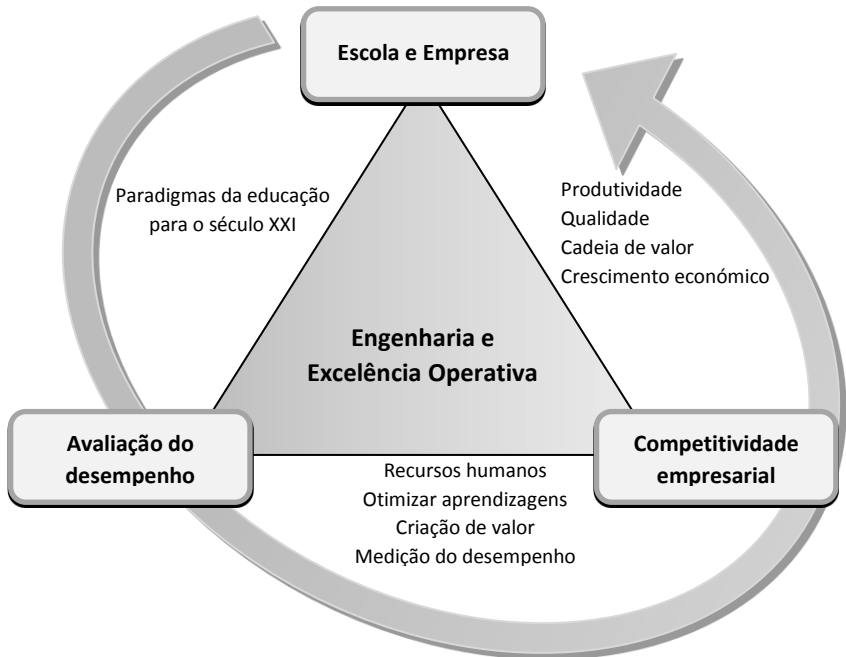 Escola e Empresa
Paradigmas da educação
para o século XXI
Produtividade
Qualidade
Cadeia de valor
Crescimento económico
Engenharia e
Excelência Operativa
Avaliação do
desempenho
Competitividade
empresarial
Recursos humanos
Otimizar aprendizagens
Criação de valor
Medição do desempenho